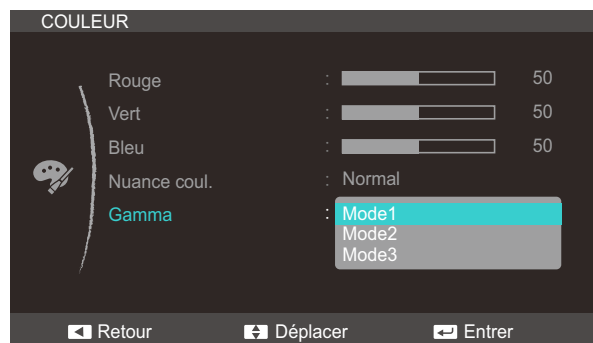 COULEUR
Rouge : 50
Vert : 50
Bleu : 50
Nuance coul. : Normal
Gamma : Mode1
Mode2
Mode3
Retour Déplacer Entrer